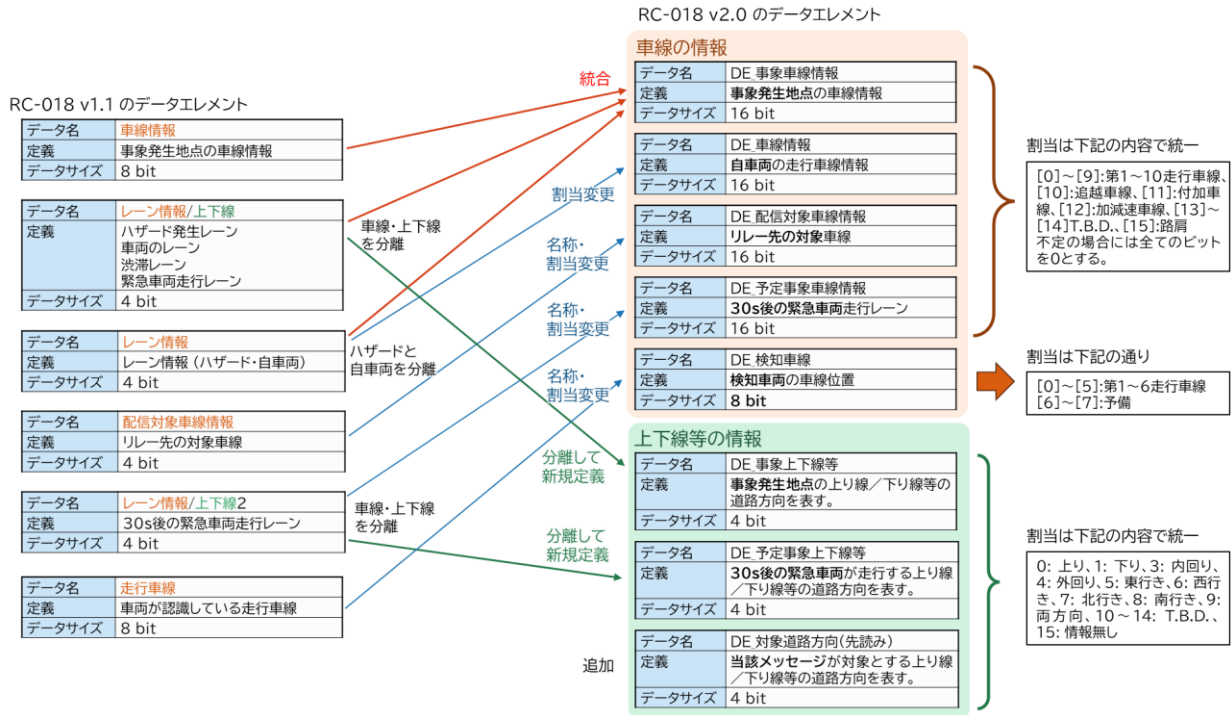 RC-018 v2.0 のデータエレメント
RC-018 v1.1 のデータエレメント
データ名 車線情報
定義 事象発生地点の車線情報
データサイズ 8 bit
データ名 レーン情報/上下線
定義 ハザード発生レーン
車両のレーン
渋滞レーン
緊急車両走行レーン
データサイズ 4 bit
データ名 レーン情報
定義 レーン情報(ハザード・自車両)
データサイズ 4 bit
データ名 配信対象車線情報
定義 リレー先の対象車線
データサイズ 4 bit
データ名 レーン情報/上下線2
定義 30s後の緊急車両走行レーン
データサイズ 4 bit
データ名 走行車線
定義 車両が認識している走行車線
データサイズ 8 bit
統合
車線・上下線
を分離
割当変更
名称・
割当変更
名称・
割当変更
ハザードと
自車両を分離
名称・
割当変更
分離して
新規定義
車線・上下線
を分離
分離して
新規定義
追加
車線の情報
データ名 DE_事象車線情報
定義 事象発生地点の車線情報
データサイズ 16 bit
データ名 DE_車線情報
定義 自車両の走行車線情報
データサイズ 16 bit
データ名 DE_配信対象車線情報
定義 リレー先の対象車線
データサイズ 16 bit
データ名 DE_予定事象車線情報
定義 30s後の緊急車両走行レーン
データサイズ 16 bit
データ名 DE_検知車線
定義 検知車両の車線位置
データサイズ 8 bit
上下線等の情報
データ名 DE_事象上下線等
定義 事象発生地点の上り線/下り線等の
道路方向を表す。
データサイズ 4 bit
データ名 DE_予定事象上下線等
定義 30s後の緊急車両が走行する上り線
/下り線等の道路方向を表す。
データサイズ 4 bit
データ名 DE_対象道路方向(先読み)
定義 当該メッセージが対象とする上り線
/下り線等の道路方向を表す。
データサイズ 4 bit
割当は下記の内容で統一
[0]~[9]:第1~10走行車線、
[10]:追越車線、[11]:付加車
線、[12]:加減速車線、[13]~
[14]T.B.D.、[15]:路肩
不定の場合には全てのビット
を0とする。
割当は下記の通り
[0]~[5]:第1~6走行車線
[6]~[7]:予備
割当は下記の内容で統一
0: 上り、1: 下り、3: 内回り、
4: 外回り、5: 東行き、6: 西行
き、7: 北行き、8: 南行き、9:
両方向、10~14: T.B.D.、
15: 情報無し